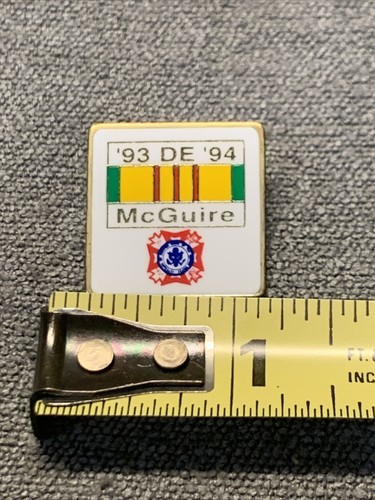 '93 DE '94
McGuire
1
FT.
INC